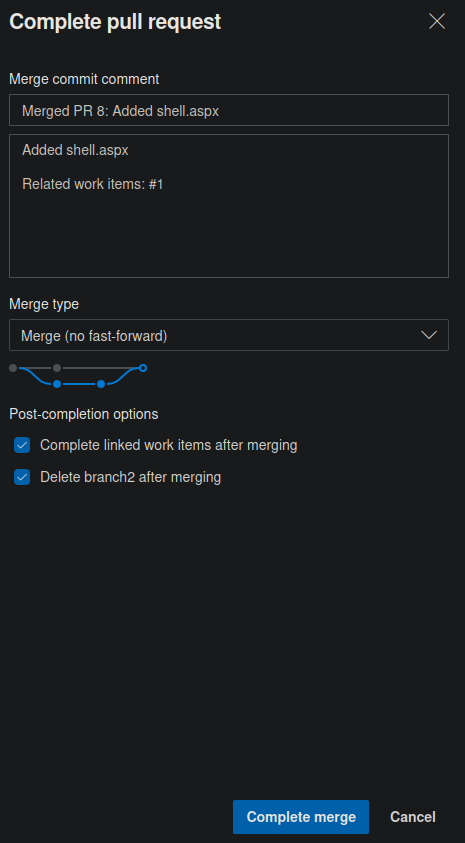 Complete pull request
Merge commit comment
Merged PR 8: Added shell.aspx
Added shell.aspx
Related work items: #1
Merge type
Merge (no fast-forward)
Post-completion options
Complete linked work items after merging
Delete branch2 after merging
Complete merge
Cancel